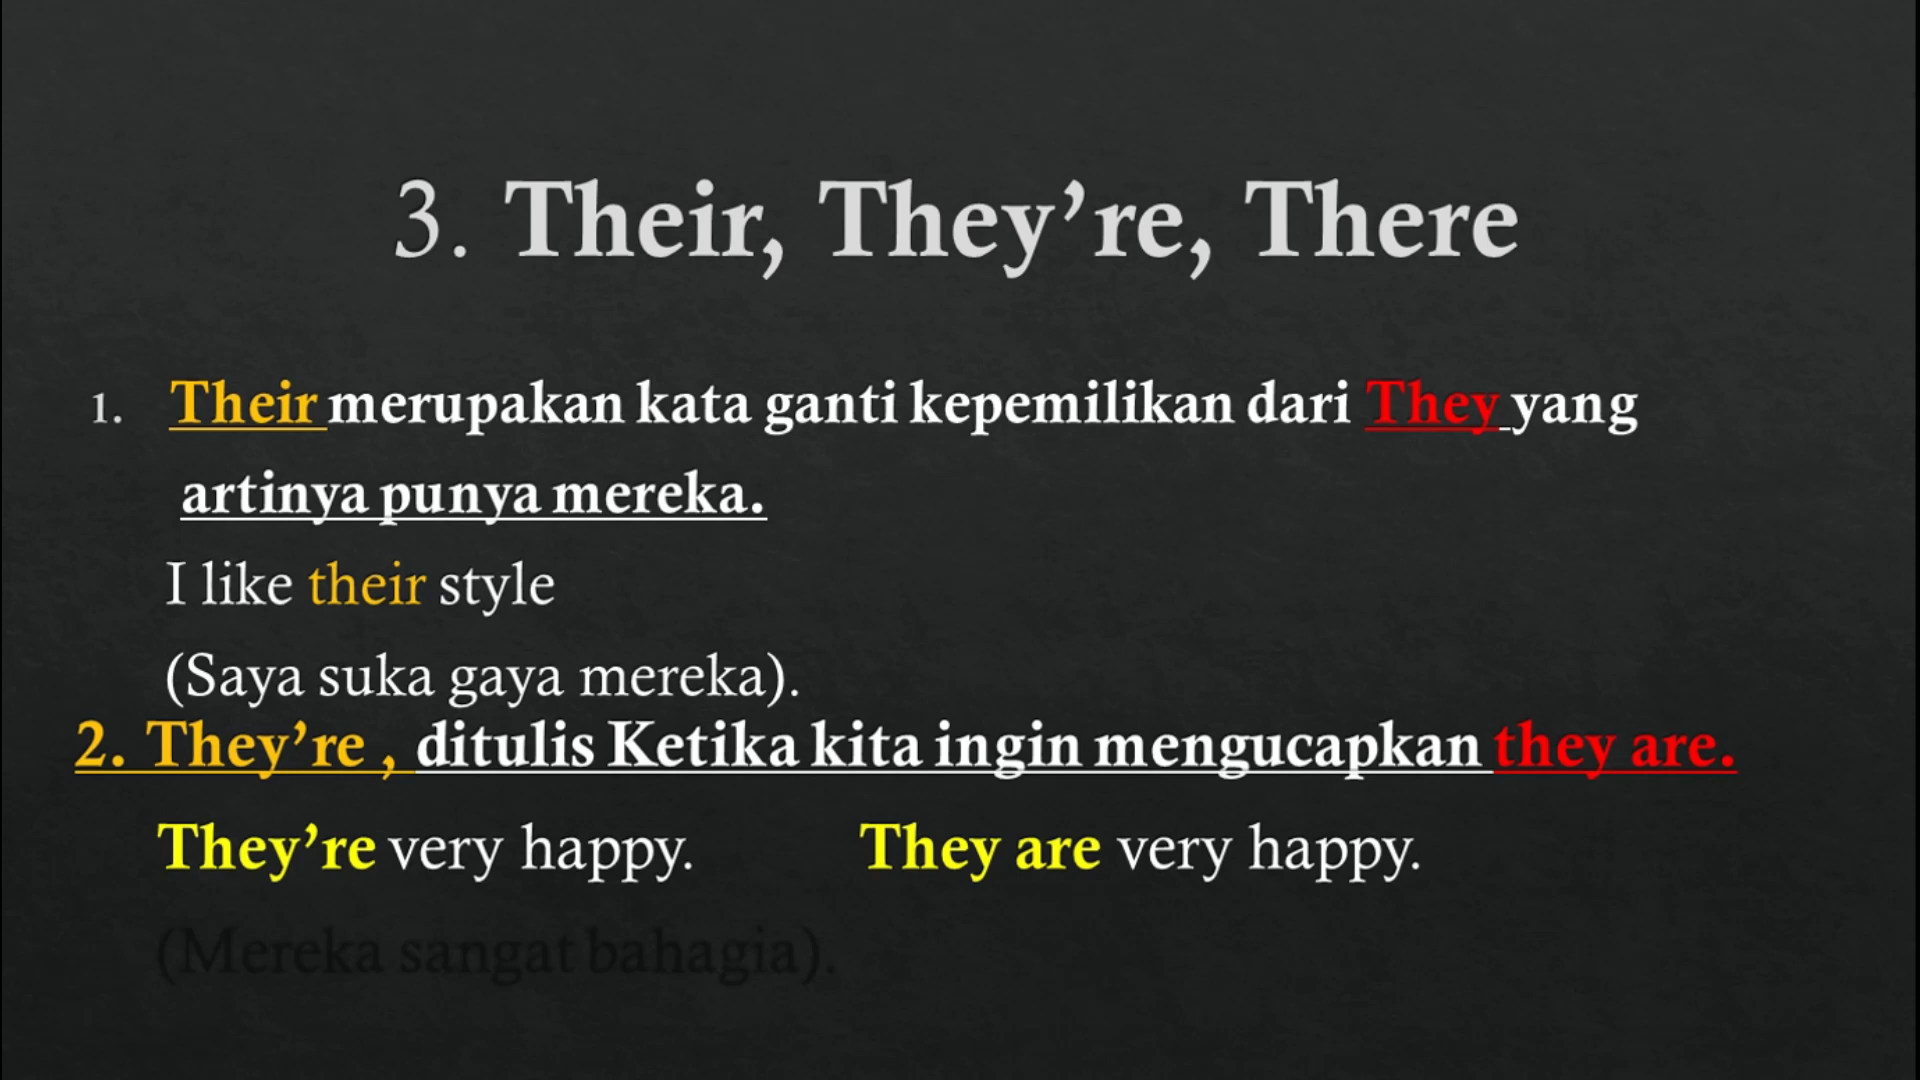 3. Their, They’re, There
1. Their merupakan kata ganti kepemilikan dari They yang
artinya punya mereka.
I like their style
(Saya suka gaya mereka).
2. They’re , ditulis Ketika kita ingin mengucapkan they are.
They’re very happy. They are very happy.
(Mereka sangat bahagia).